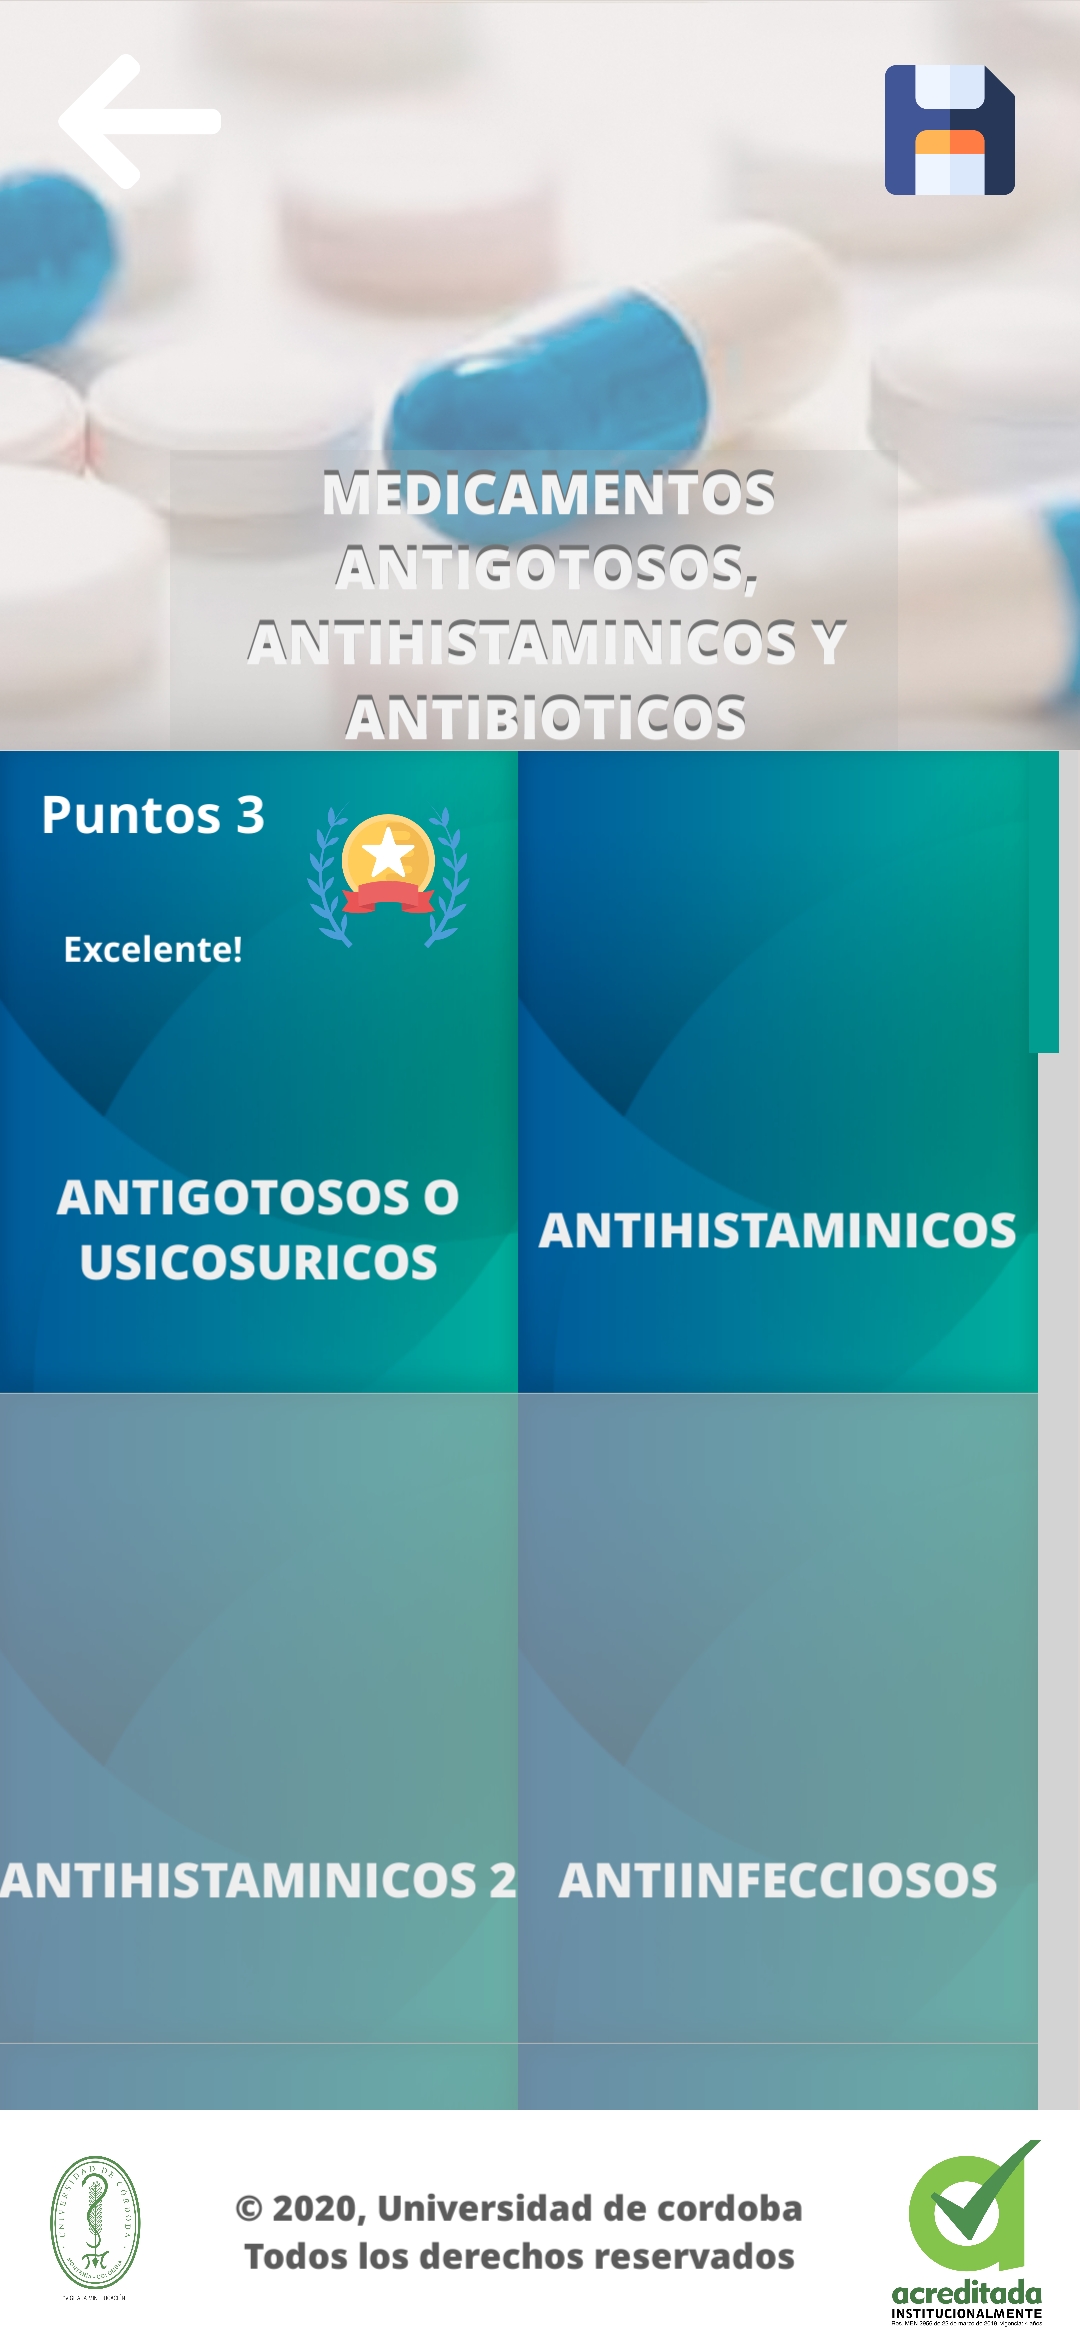 MEDICAMENTOS
ANTIGOTOSOS,
ANTIHISTAMINICOS Y
ANTIBIOTICOS
Puntos 3
Excelente!
ANTIGOTOSOS O
USICOSURICOS
ANTIHISTAMINICOS
ANTIHISTAMINICOS 2
ANTIINFECCIOSOS
UNIVERSIDAD DE CORDOBA
© 2020, Universidad de cordoba
Todos los derechos reservados
acreditada
INSTITUCIONALMENTE